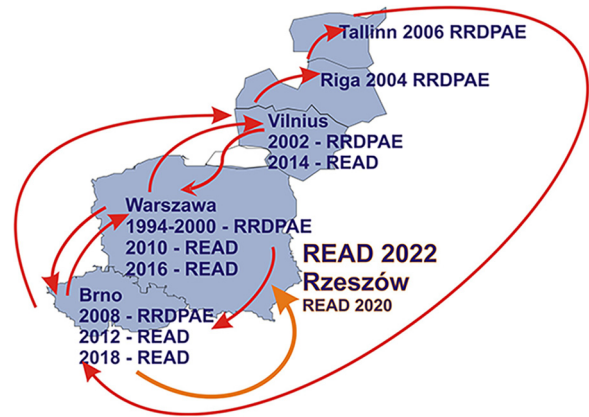 Tallinn 2006 RRDPAE
Riga 2004 RRDPAE
Vilnius
2002 - RRDPAE
2014 - READ
Warszawa
1994-2000 - RRDPAE
2010 - READ
2016 - READ
READ 2022
Rzeszów
READ 2020
Brno
2008 - RRDPAE
2012 - READ
2018 - READ